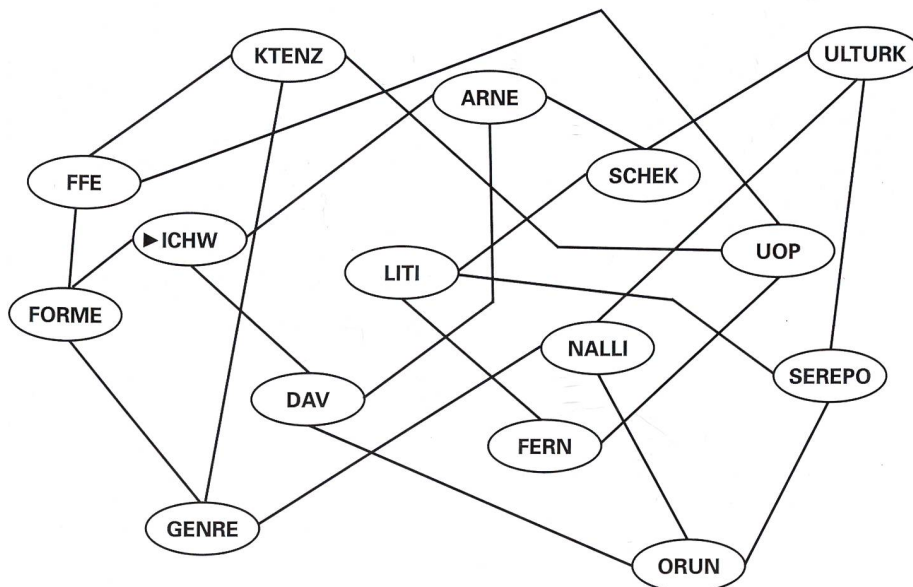 KTENZ
ULTURK
ARNE
SCHEK
FFE
▶ICHW
UOP
LITI
FORME
NALLI
SEREPO
DAV
FERN
GENRE
ORUN